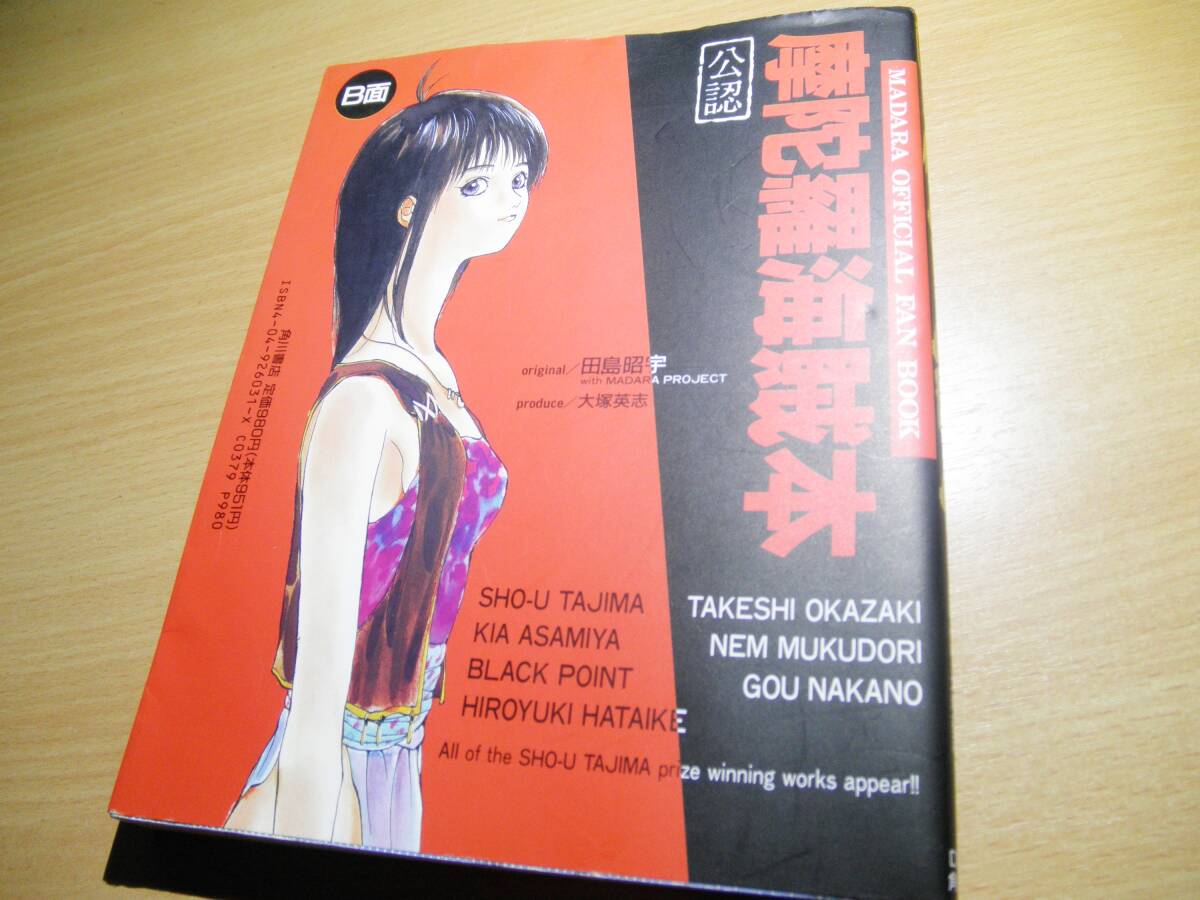 B面
公認
摩陀羅海賊本
MADARA OFFICIAL FAN BOOK
original／田島昭宇
with MADARA PROJECT
produce／大塚英志
角川書店 定価980円(本体951円)
ISBN4-04-926031-X C0379 P980
SHO-U TAJIMA
KIA ASAMIYA
BLACK POINT
HIROYUKI HATAIKE
TAKESHI OKAZAKI
NEM MUKUDORI
GOU NAKANO
All of the SHO-U TAJIMA prize winning works appear!!